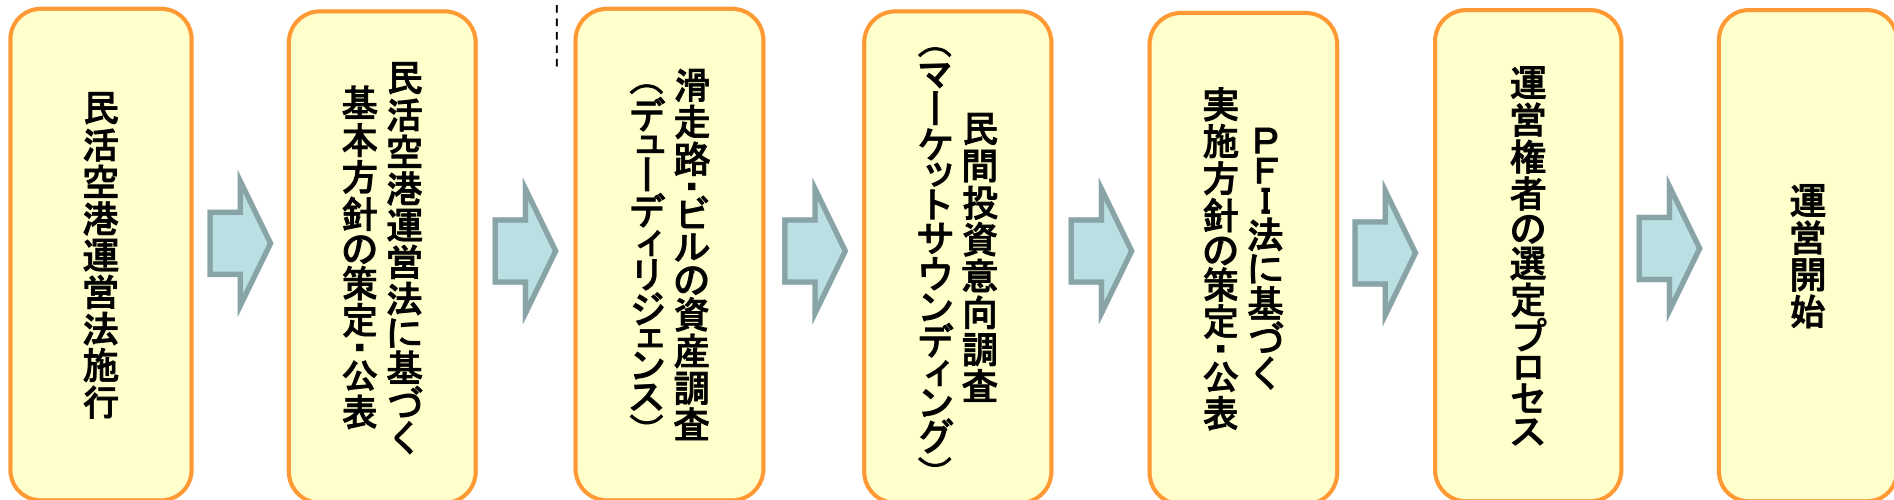 民活空港運営法施行
民活空港運営法に基づく
基本方針の策定・公表
滑走路・ビルの資産調査
（デューディリジェンス）
民間投資意向調査
（マーケットサウンディング）
ＰＦＩ法に基づく
実施方針の策定・公表
運営権者の選定プロセス
運営開始